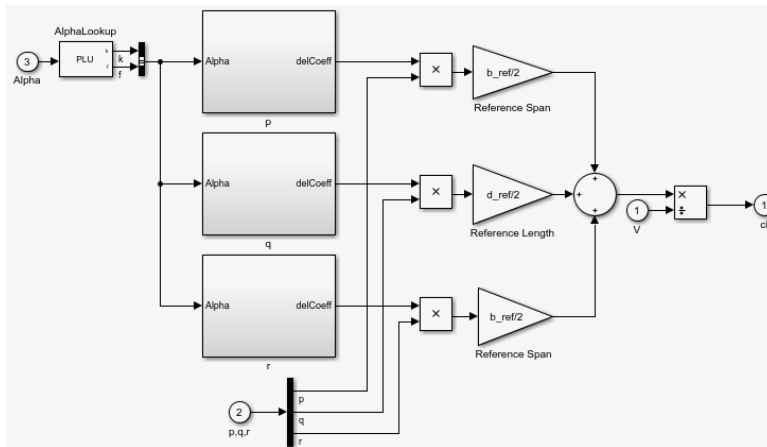 AlphaLookup
3
Alpha
PLU
k
f
k
f
Alpha
delCoeff
p
×
b_ref/2
Reference Span
Alpha
delCoeff
q
×
d_ref/2
Reference Length
+
+
+
1
V
×
÷
1
Alpha
delCoeff
r
×
b_ref/2
Reference Span
2
p,q,r
p
q
r